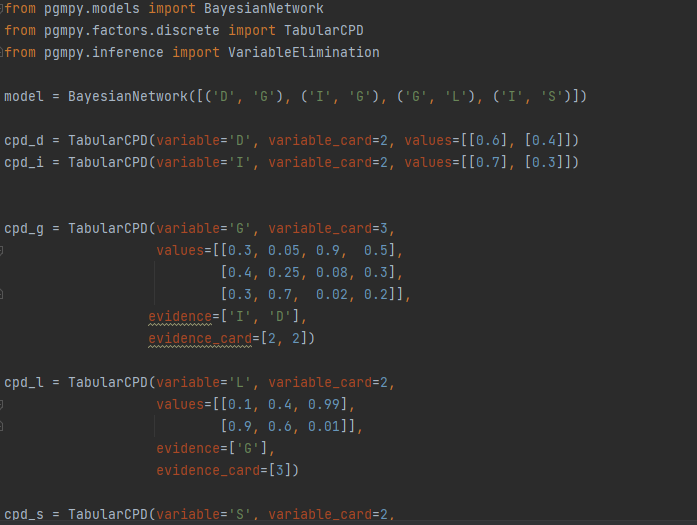 from pgmpy.models import BayesianNetwork
from pgmpy.factors.discrete import TabularCPD
from pgmpy.inference import VariableElimination
model = BayesianNetwork([('D', 'G'), ('I', 'G'), ('G', 'L'), ('I', 'S')])
cpd_d = TabularCPD(variable='D', variable_card=2, values=[[0.6], [0.4]])
cpd_i = TabularCPD(variable='I', variable_card=2, values=[[0.7], [0.3]])
cpd_g = TabularCPD(variable='G', variable_card=3,
values=[[0.3, 0.05, 0.9,  0.5],
[0.4, 0.25, 0.08, 0.3],
[0.3, 0.7,  0.02, 0.2]],
evidence=['I', 'D'],
evidence_card=[2, 2])
cpd_l = TabularCPD(variable='L', variable_card=2,
values=[[0.1, 0.4, 0.99],
[0.9, 0.6, 0.01]],
evidence=['G'],
evidence_card=[3])
cpd_s = TabularCPD(variable='S', variable_card=2,